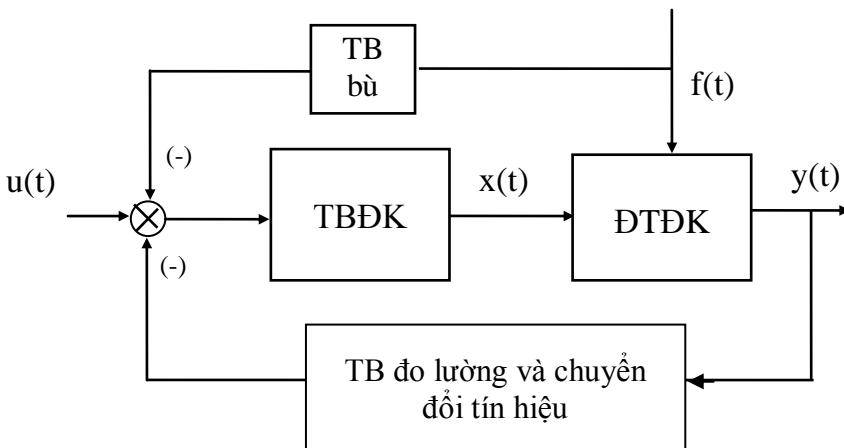 TB
bù
f(t)
(-)
u(t)
TBĐK
x(t)
ĐTĐK
y(t)
(-)
TB đo lường và chuyển
đổi tín hiệu